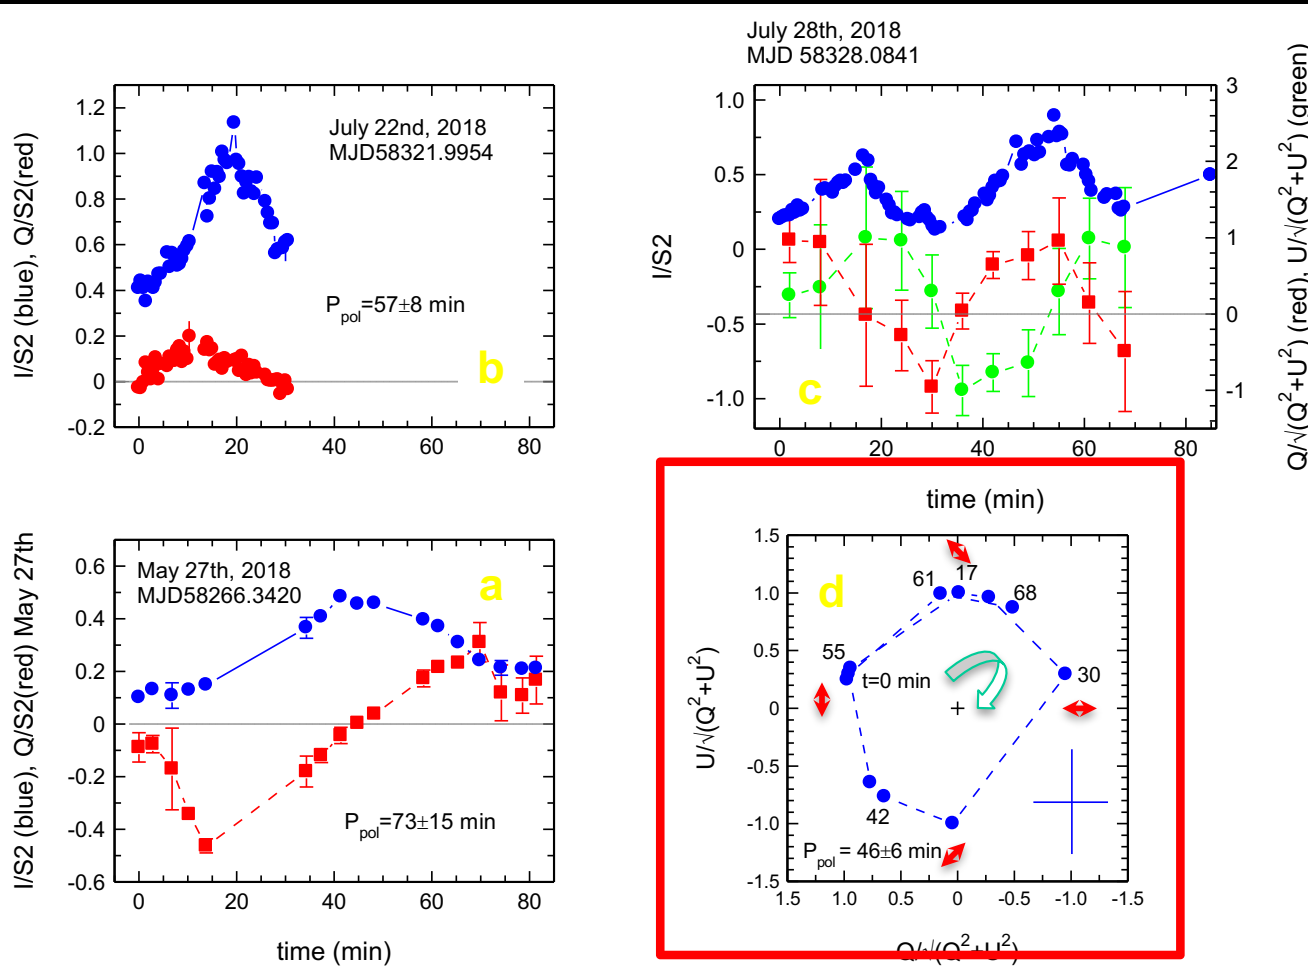 July 22nd, 2018
MJD58321.9954
P_pol=57±8 min
b
I/S2 (blue), Q/S2(red)
1.2
1.0
0.8
0.6
0.4
0.2
0
-0.2
0 20 40 60 80
July 28th, 2018
MJD 58328.0841
c
I/S2
1.0
0.5
0
-0.5
-1.0
3
2
1
0
-1
Q/√(Q²+U²) (red), U/√(Q²+U²) (green)
0 20 40 60 80
time (min)
May 27th, 2018
MJD58266.3420
a
P_pol=73±15 min
I/S2 (blue), Q/S2(red) May 27th
0.6
0.4
0.2
0
-0.2
-0.4
-0.6
0 20 40 60 80
time (min)
d
61 17
68
55
t=0 min
30
42
P_pol = 46±6 min
U/√(Q²+U²)
1.5
1.0
0.5
0
-0.5
-1.0
-1.5
1.5 1.0 0.5 0 -0.5 -1.0 -1.5
Q/√(Q²+U²)